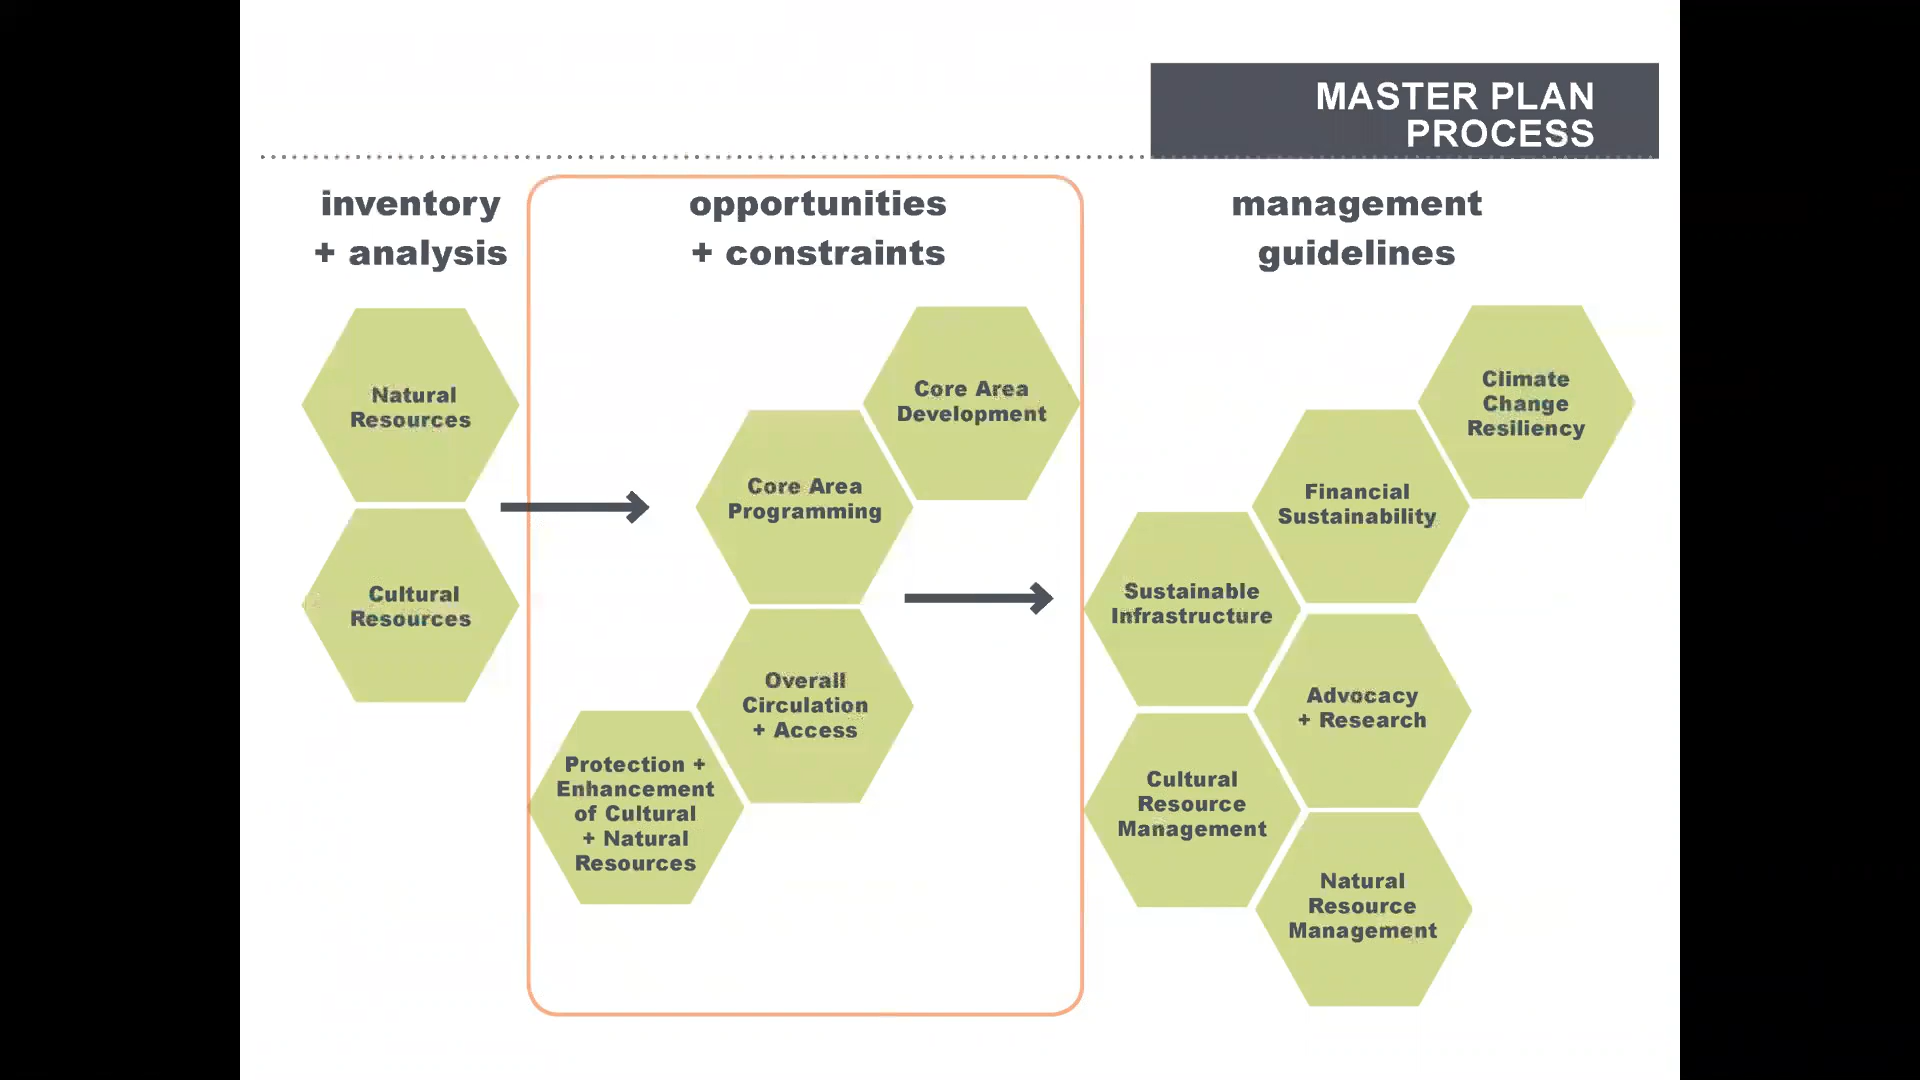 MASTER PLAN
PROCESS
inventory
+ analysis
opportunities
+ constraints
management
guidelines
Natural
Resources
Cultural
Resources
Core Area
Development
Core Area
Programming
Overall
Circulation
+ Access
Protection +
Enhancement
of Cultural
+ Natural
Resources
Climate
Change
Resiliency
Financial
Sustainability
Sustainable
Infrastructure
Advocacy
+ Research
Cultural
Resource
Management
Natural
Resource
Management